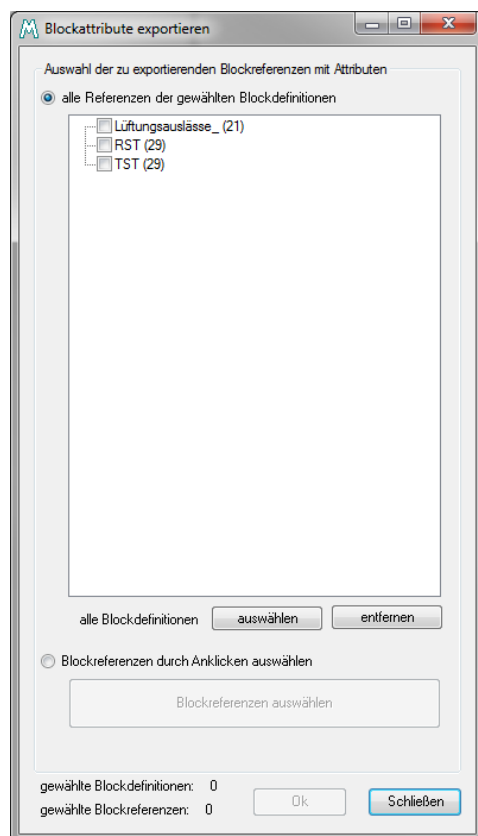 Blockattribute exportieren
Auswahl der zu exportierenden Blockreferenzen mit Attributen
alle Referenzen der gewählten Blockdefinitionen
Lüftungsauslässe_ (21)
RST (29)
TST (29)
alle Blockdefinitionen auswählen entfernen
Blockreferenzen durch Anklicken auswählen
Blockreferenzen auswählen
gewählte Blockdefinitionen: 0
gewählte Blockreferenzen: 0 Ok Schließen